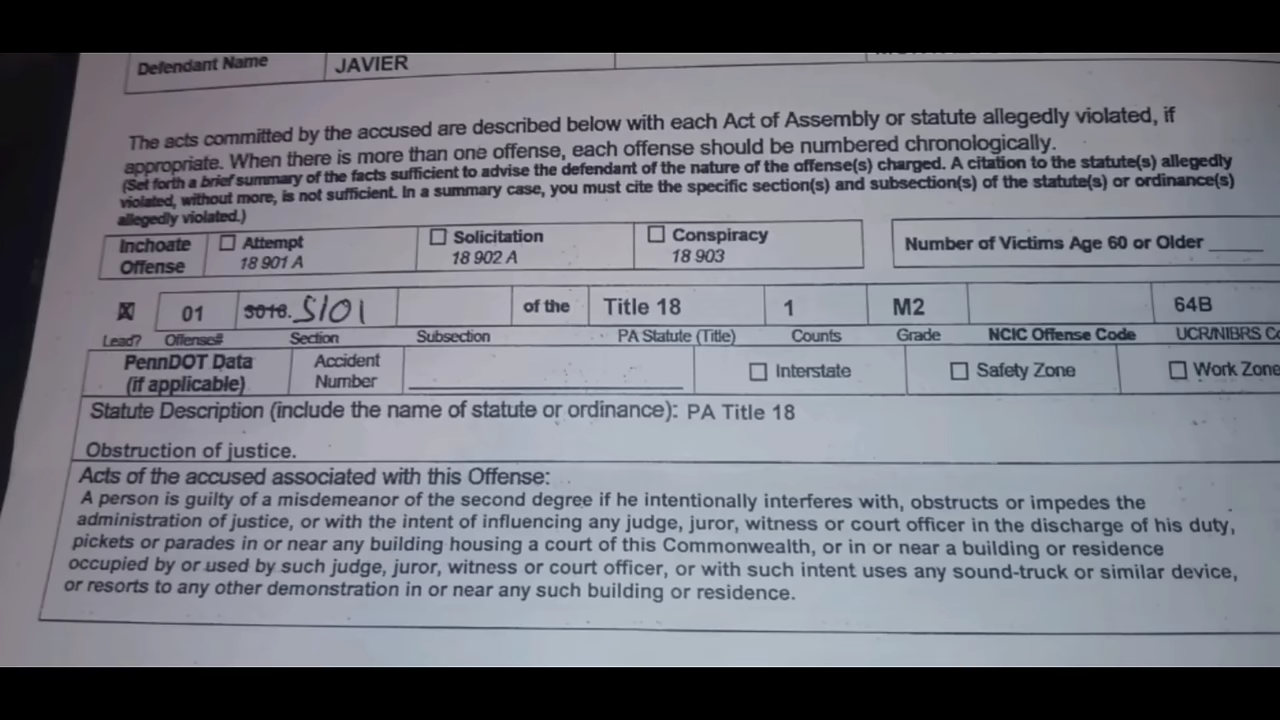 Defendant Name JAVIER
The acts committed by the accused are described below with each Act of Assembly or statute allegedly violated, if
appropriate. When there is more than one offense, each offense should be numbered chronologically.
(Set forth a brief summary of the facts sufficient to advise the defendant of the nature of the offense(s) charged. A citation to the statute(s) allegedly
violated, without more, is not sufficient. In a summary case, you must cite the specific section(s) and subsection(s) of the statute(s) or ordinance(s)
allegedly violated.)
Inchoate Offense ☐ Attempt 18 901 A ☐ Solicitation 18 902 A ☐ Conspiracy 18 903 Number of Victims Age 60 or Older
☒ 01 5101 of the Title 18 1 M2 64B
Lead? Offense# Section Subsection PA Statute (Title) Counts Grade NCIC Offense Code UCR/NIBRS
PennDOT Data (if applicable) Accident Number ☐ Interstate ☐ Safety Zone ☐ Work Zone
Statute Description (include the name of statute or ordinance): PA Title 18
Obstruction of justice.
Acts of the accused associated with this Offense:
A person is guilty of a misdemeanor of the second degree if he intentionally interferes with, obstructs or impedes the
administration of justice, or with the intent of influencing any judge, juror, witness or court officer in the discharge of his duty,
pickets or parades in or near any building housing a court of this Commonwealth, or in or near a building or residence
occupied by or used by such judge, juror, witness or court officer, or with such intent uses any sound-truck or similar device,
or resorts to any other demonstration in or near any such building or residence.